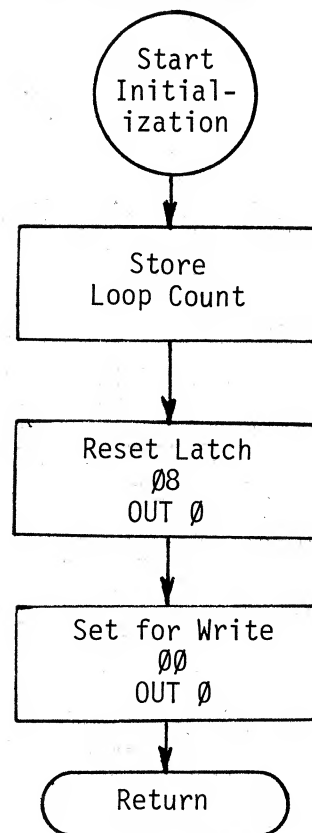 Start
Initial-
ization
Store
Loop Count
Reset Latch
Ø8
OUT Ø
Set for Write
ØØ
OUT Ø
Return